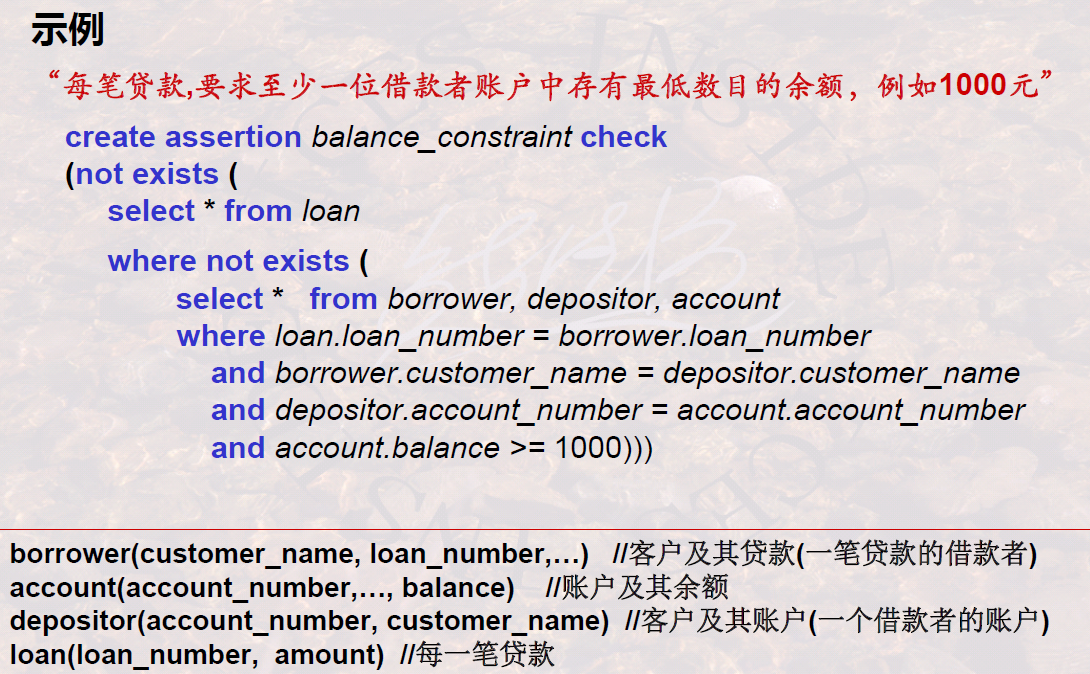 示例
“每笔贷款,要求至少一位借款者账户中存有最低数目的余额，例如1000元”
create assertion balance_constraint check
(not exists (
select * from loan
where not exists (
select * from borrower, depositor, account
where loan.loan_number = borrower.loan_number
and borrower.customer_name = depositor.customer_name
and depositor.account_number = account.account_number
and account.balance >= 1000)))
borrower(customer_name, loan_number,…) //客户及其贷款(一笔贷款的借款者)
account(account_number,…, balance) //账户及其余额
depositor(account_number, customer_name) //客户及其账户(一个借款者的账户)
loan(loan_number, amount) //每一笔贷款